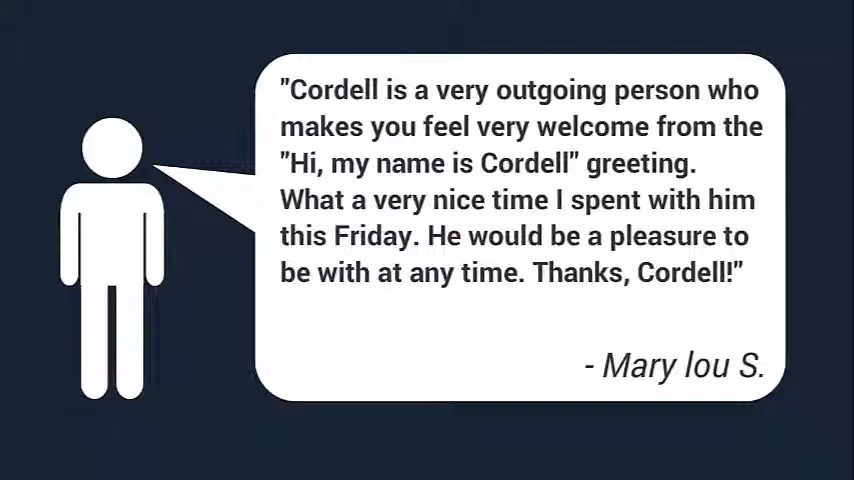 "Cordell is a very outgoing person who
makes you feel very welcome from the
"Hi, my name is Cordell" greeting.
What a very nice time I spent with him
this Friday. He would be a pleasure to
be with at any time. Thanks, Cordell!"
- Mary lou S.